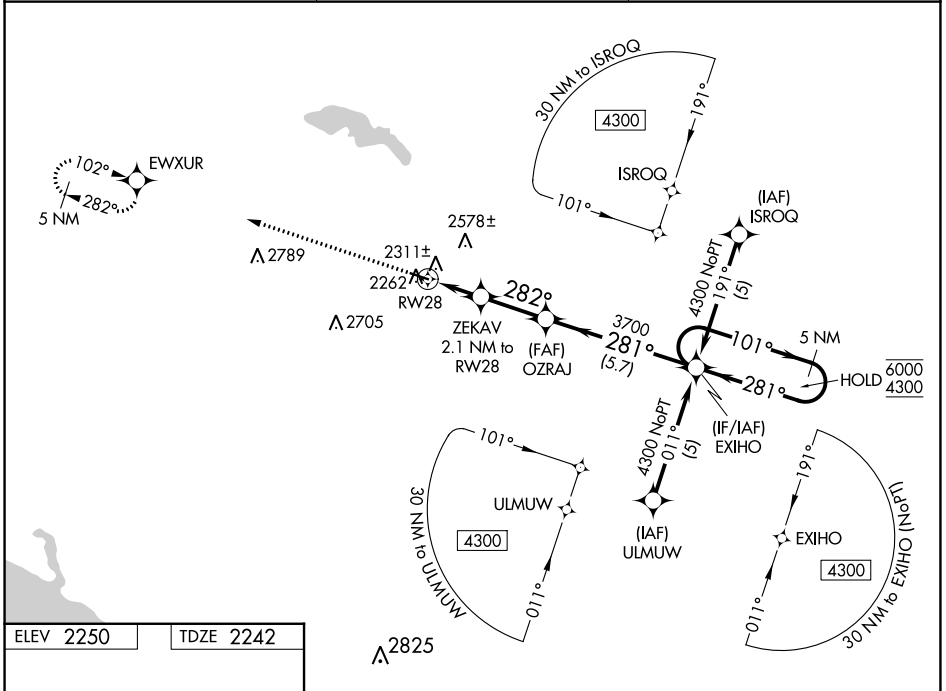 30 NM to ISROQ
4300
191°
ISROQ
101°
102°
282°
5 NM
EWXUR
(IAF)
ISROQ
4300 NoPT
191°
(5)
2789
2578±
2311±
2262
RW28
2705
282°
ZEKAV
2.1 NM to
RW28
(FAF)
OZRAJ
3700
281°
(5.7)
101°
5 NM
281°
HOLD
6000
4300
(IF/IAF)
EXIHO
4300 NoPT
011°
(5)
(IAF)
ULMUW
101°
ULMUW
4300
011°
30 NM to ULMUW
191°
EXIHO
4300
011°
30 NM to EXIHO (NoPT)
ELEV 2250
TDZE 2242
2825